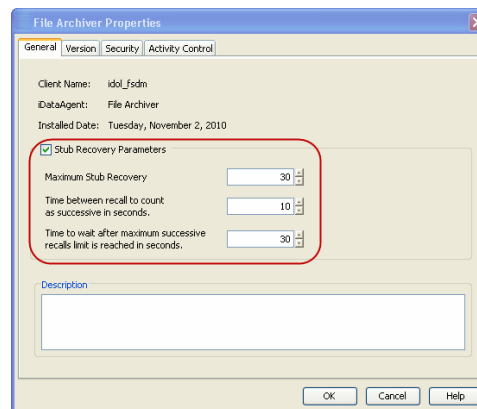 File Archiver Properties
General Version Security Activity Control
Client Name: idol_fsdm
iDataAgent: File Archiver
Installed Date: Tuesday, November 2, 2010
Stub Recovery Parameters
Maximum Stub Recovery 30
Time between recall to count
as successive in seconds. 10
Time to wait after maximum successive
recalls limit is reached in seconds. 30
Description
OK Cancel Help